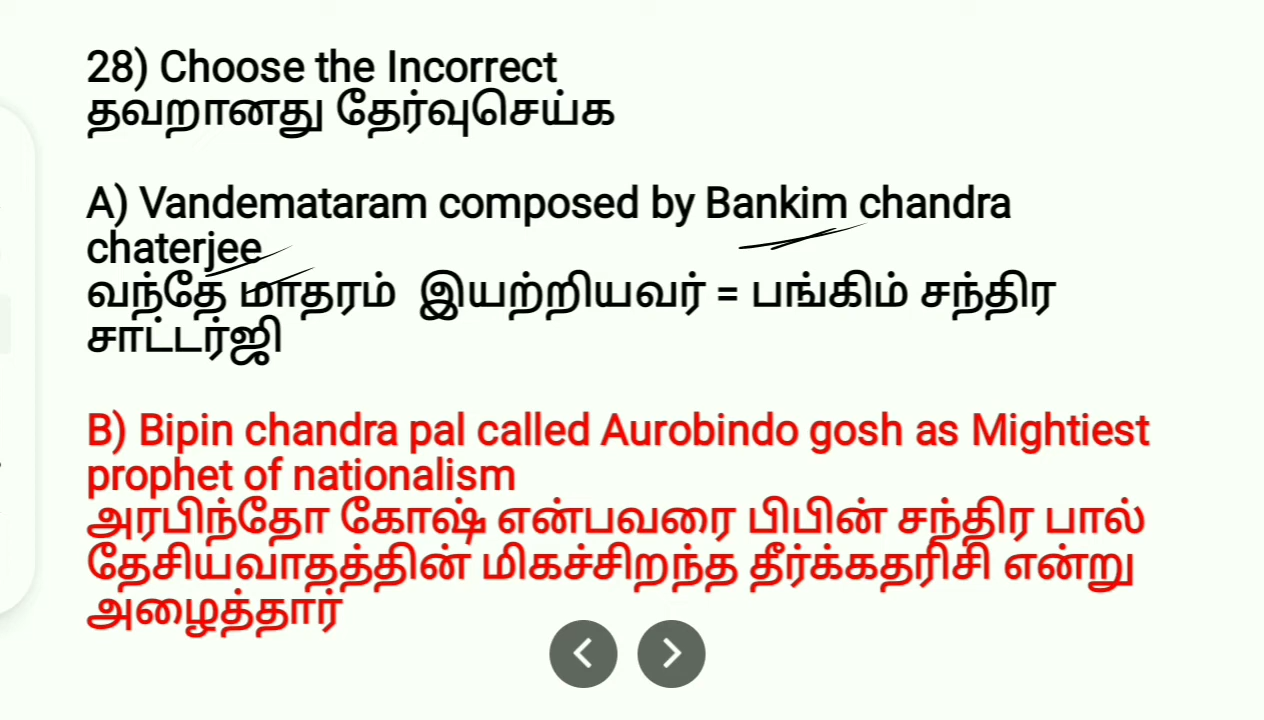 28) Choose the Incorrect
தவறானது தேர்வுசெய்க
A) Vandemataram composed by Bankim chandra
chaterjee
வந்தே மாதரம் இயற்றியவர் = பங்கிம் சந்திர
சாட்டர்ஜி
B) Bipin chandra pal called Aurobindo gosh as Mightiest
prophet of nationalism
அரபிந்தோ கோஷ் என்பவரை பிபின் சந்திர பால்
தேசியவாதத்தின் மிகச்சிறந்த தீர்க்கதரிசி என்று
அழைத்தார்